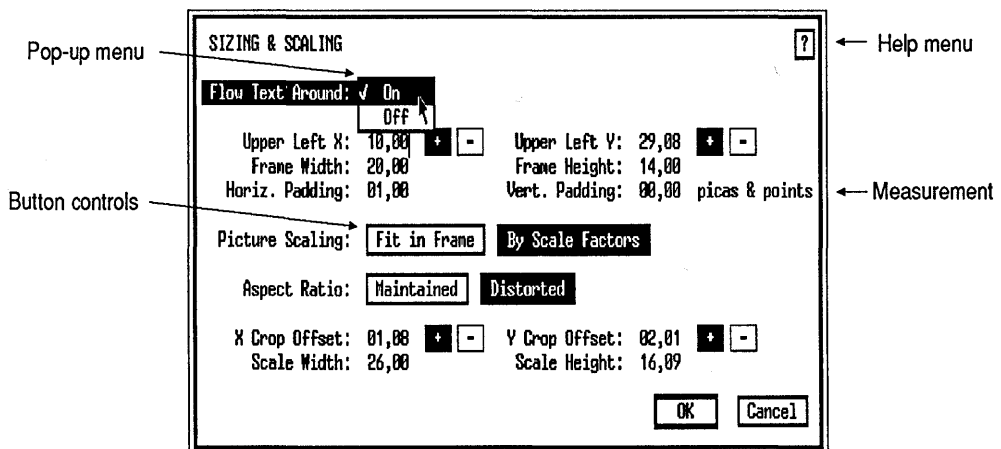 Pop-up menu
SIZING & SCALING ?
Help menu
Flow Text Around: √ On
Off
Upper Left X: 10,00 + - Upper Left Y: 29,08 + -
Frame Width: 20,00 Frame Height: 14,00
Horiz. Padding: 01,00 Vert. Padding: 00,00 picas & points
Measurement
Button controls
Picture Scaling: Fit in Frame By Scale Factors
Aspect Ratio: Maintained Distorted
X Crop Offset: 01,08 + - Y Crop Offset: 02,01 + -
Scale Width: 26,00 Scale Height: 16,09
OK Cancel